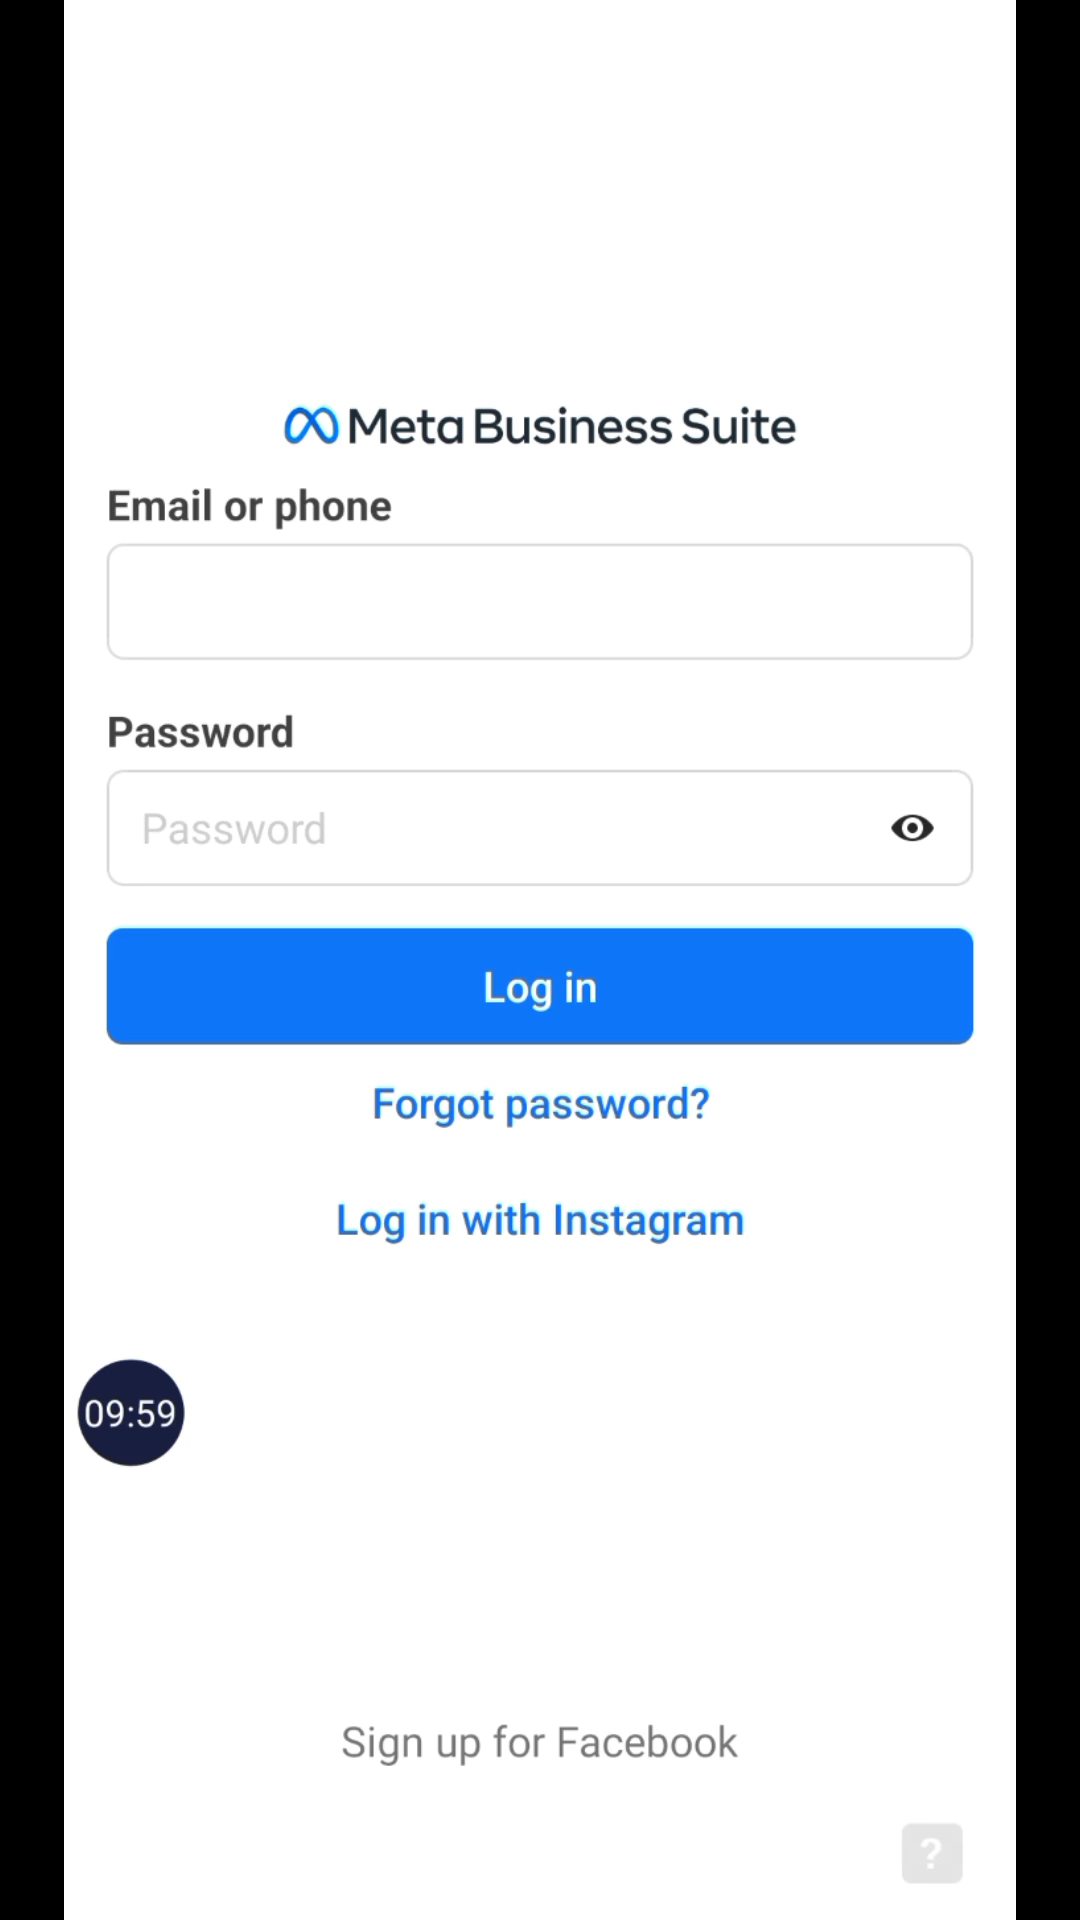 Meta Business Suite
Email or phone
Password
Password
Log in
Forgot password?
Log in with Instagram
09:59
Sign up for Facebook
?